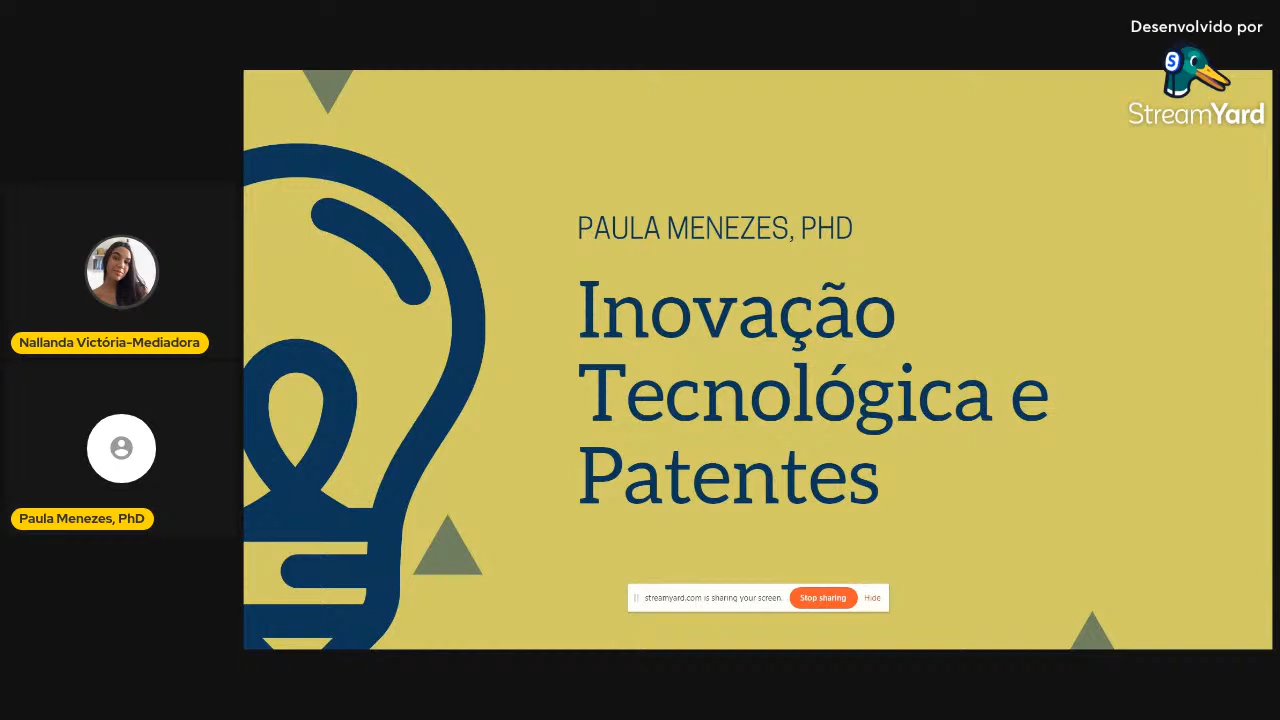 Desenvolvido por
StreamYard
PAULA MENEZES, PHD
Inovação
Tecnológica e
Patentes
Nallanda Victória-Mediadora
Paula Menezes, PhD
streamyard.com is sharing your screen. Stop sharing Hide